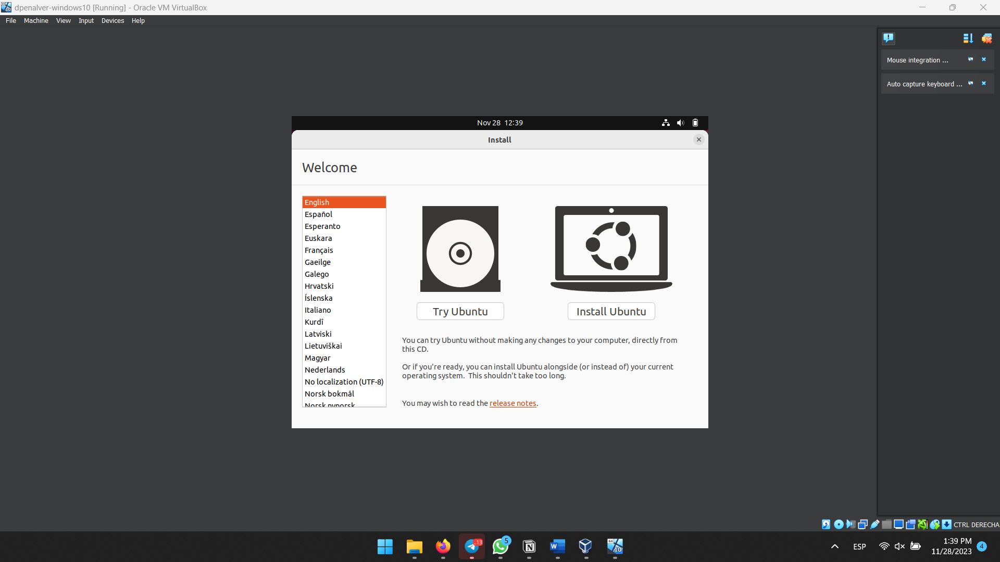 dpenalver-windows10 [Running] - Oracle VM VirtualBox
File Machine View Input Devices Help
Mouse integration ...
Auto capture keyboard ...
Nov 28 12:39
Install
Welcome
English
Español
Esperanto
Euskara
Français
Gaeilge
Galego
Hrvatski
Íslenska
Italiano
Kurdî
Latviski
Lietuviškai
Magyar
Nederlands
No localization (UTF-8)
Norsk bokmål
Norsk nynorsk
Try Ubuntu
Install Ubuntu
You can try Ubuntu without making any changes to your computer, directly from
this CD.
Or if you're ready, you can install Ubuntu alongside (or instead of) your current
operating system. This shouldn't take too long.
You may wish to read the release notes.
CTRL DERECHA
..13
5
W
64
10
ESP
1:39 PM
11/28/2023
4